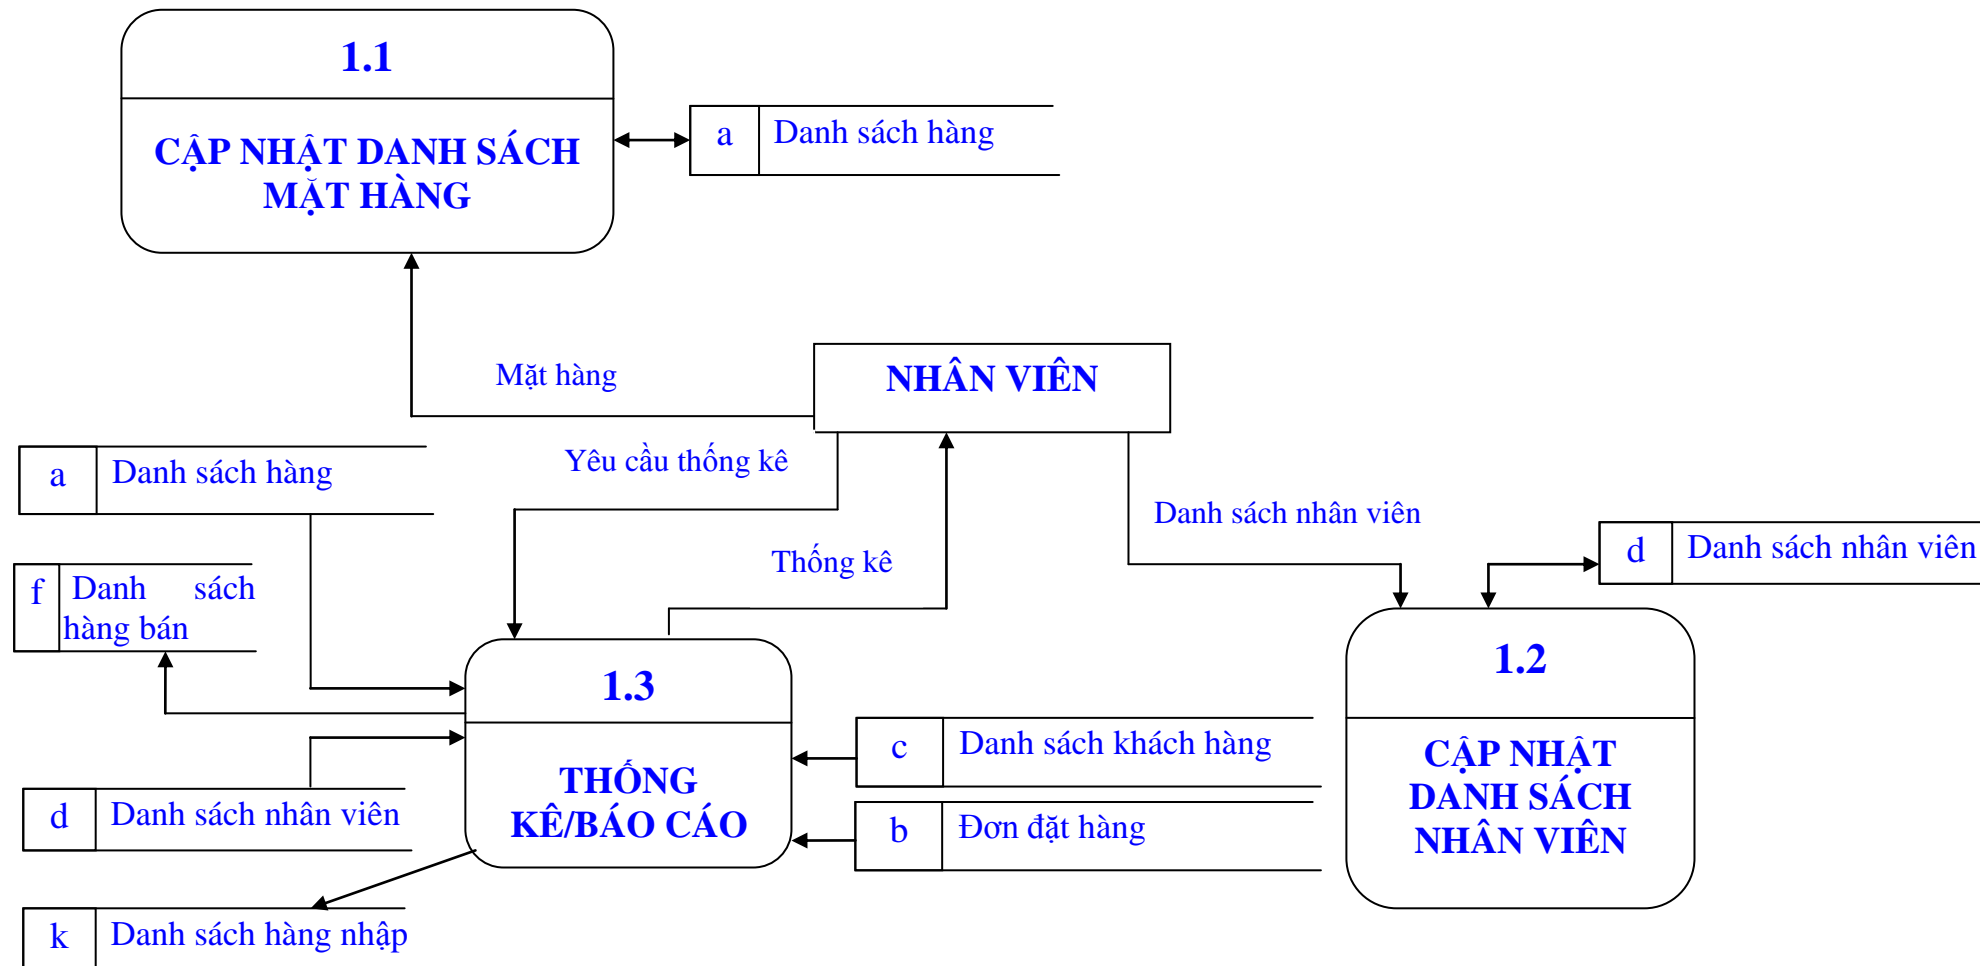 1.1
CẬP NHẬT DANH SÁCH
MẶT HÀNG
a Danh sách hàng
Mặt hàng
NHÂN VIÊN
a Danh sách hàng
Yêu cầu thống kê
Danh sách nhân viên
Thống kê
d Danh sách nhân viên
f Danh sách
hàng bán
1.3
THỐNG
KÊ/BÁO CÁO
1.2
CẬP NHẬT
DANH SÁCH
NHÂN VIÊN
c Danh sách khách hàng
d Danh sách nhân viên
b Đơn đặt hàng
k Danh sách hàng nhập